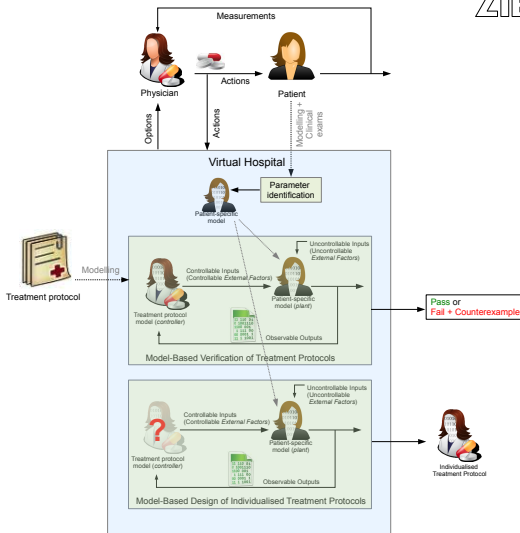 ZIB
Measurements
Physician
Actions
Patient
Options
Actions
Modelling +
Clinical
exams
Virtual Hospital
Parameter
identification
Patient-specific
model
Treatment protocol
Modelling
Uncontrollable Inputs
(Uncontrollable
External Factors)
Controllable Inputs
(Controllable External Factors)
Treatment protocol
model (controller)
Patient-specific
model (plant)
Observable Outputs
Model-Based Verification of Treatment Protocols
Pass or
Fail + Counterexample
Uncontrollable Inputs
(Uncontrollable
External Factors)
Controllable Inputs
(Controllable External Factors)
?
Treatment protocol
model (controller)
Patient-specific
model (plant)
Observable Outputs
Model-Based Design of Individualised Treatment Protocols
Individualised
Treatment Protocol